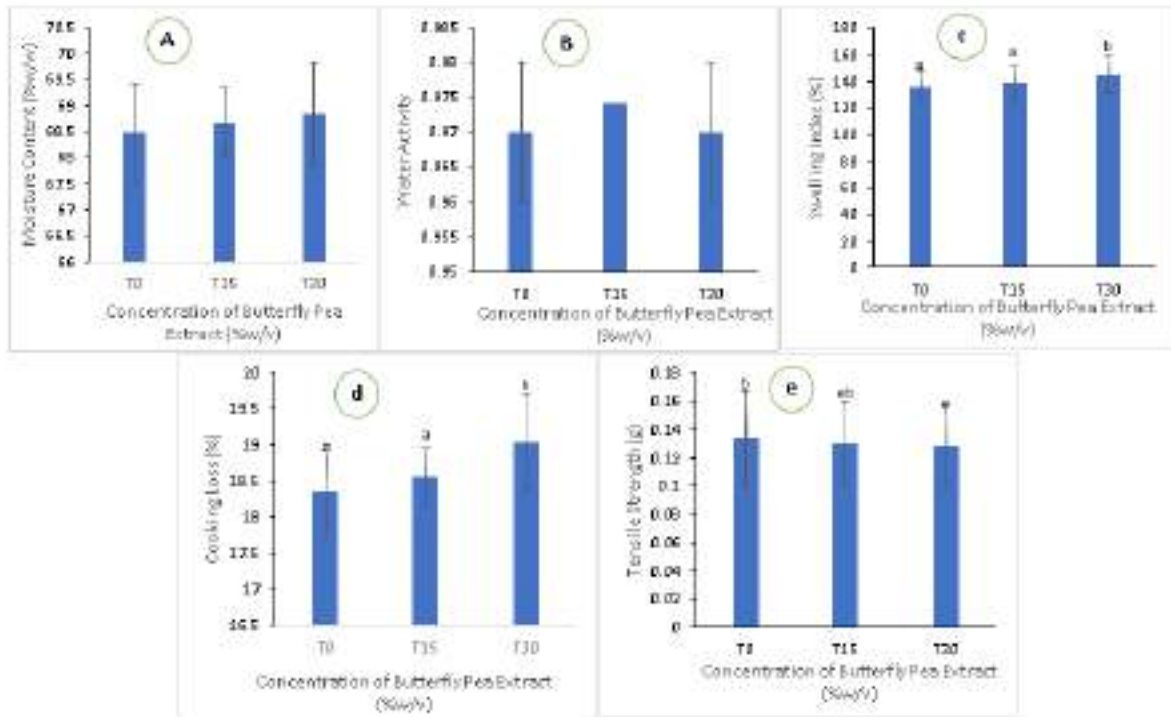 A
70.5
70
69.5
69
68.5
68
67.5
67
66.5
66
Moisture Content (%w/w)
T0 T15 T30
Concentration of Butterfly Pea
Extract (%w/v)
B
0.985
0.98
0.975
0.97
0.965
0.96
0.955
0.95
Water Activity
T0 T15 T30
Concentration of Butterfly Pea Extract
(%w/v)
c
180
160
140
120
100
80
60
40
20
0
Swelling Index (%)
a a b
T0 T15 T30
Concentration of Butterfly Pea Extract
(%w/v)
d
20
19.5
19
18.5
18
17.5
17
16.5
Cooking Loss (%)
a a
T0 T15 T30
Concentration of Butterfly Pea Extract
(%w/v)
e
0.18
0.16
0.14
0.12
0.1
0.08
0.06
0.04
0.02
0
Tensile Strength (g)
b
T0 T15 T30
Concentration of Butterfly Pea Extract
(%w/v)